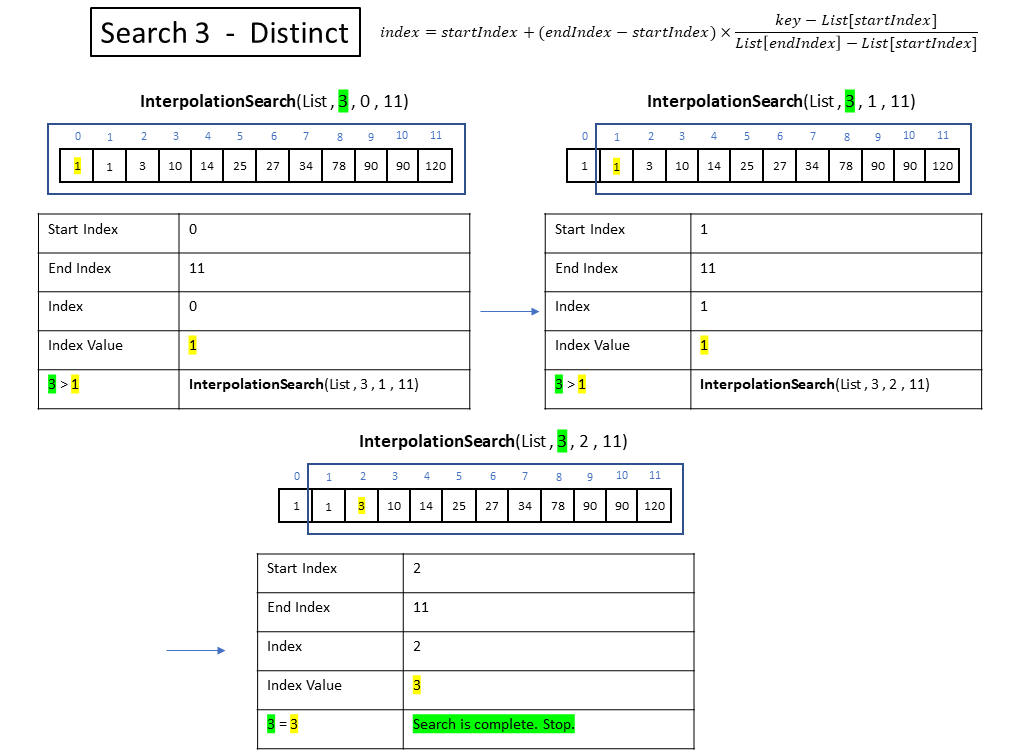 Search 3 - Distinct
index = startIndex + (endIndex − startIndex) × key − List[startIndex] / List[endIndex] − List[startIndex]
InterpolationSearch(List , 3 , 0 , 11)
0 1 2 3 4 5 6 7 8 9 10 11
1 1 3 10 14 25 27 34 78 90 90 120
Start Index 0
End Index 11
Index 0
Index Value 1
3 > 1 InterpolationSearch(List , 3 , 1 , 11)
InterpolationSearch(List , 3 , 1 , 11)
0 1 2 3 4 5 6 7 8 9 10 11
1 1 3 10 14 25 27 34 78 90 90 120
Start Index 1
End Index 11
Index 1
Index Value 1
3 > 1 InterpolationSearch(List , 3 , 2 , 11)
InterpolationSearch(List , 3 , 2 , 11)
0 1 2 3 4 5 6 7 8 9 10 11
1 1 3 10 14 25 27 34 78 90 90 120
Start Index 2
End Index 11
Index 2
Index Value 3
3 = 3 Search is complete. Stop.